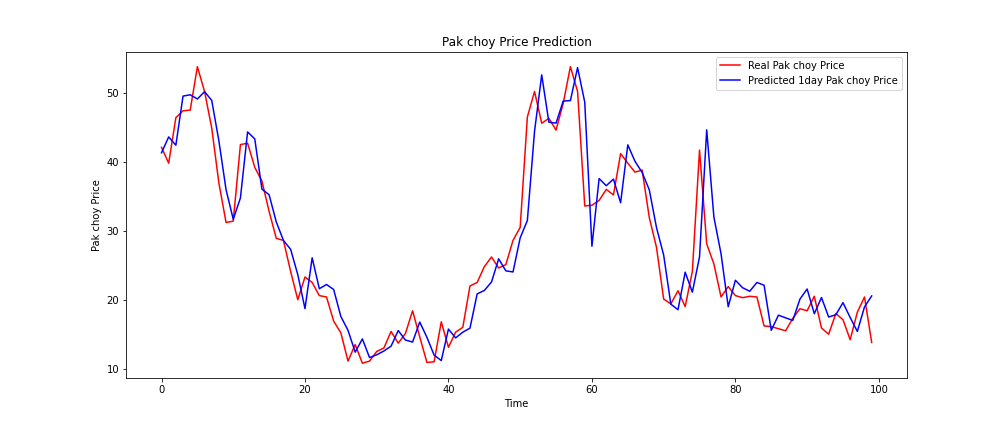 Pak choy Price Prediction
Real Pak choy Price
Predicted 1day Pak choy Price
Pak choy Price
50
40
30
20
10
0
20
40
60
80
100
Time